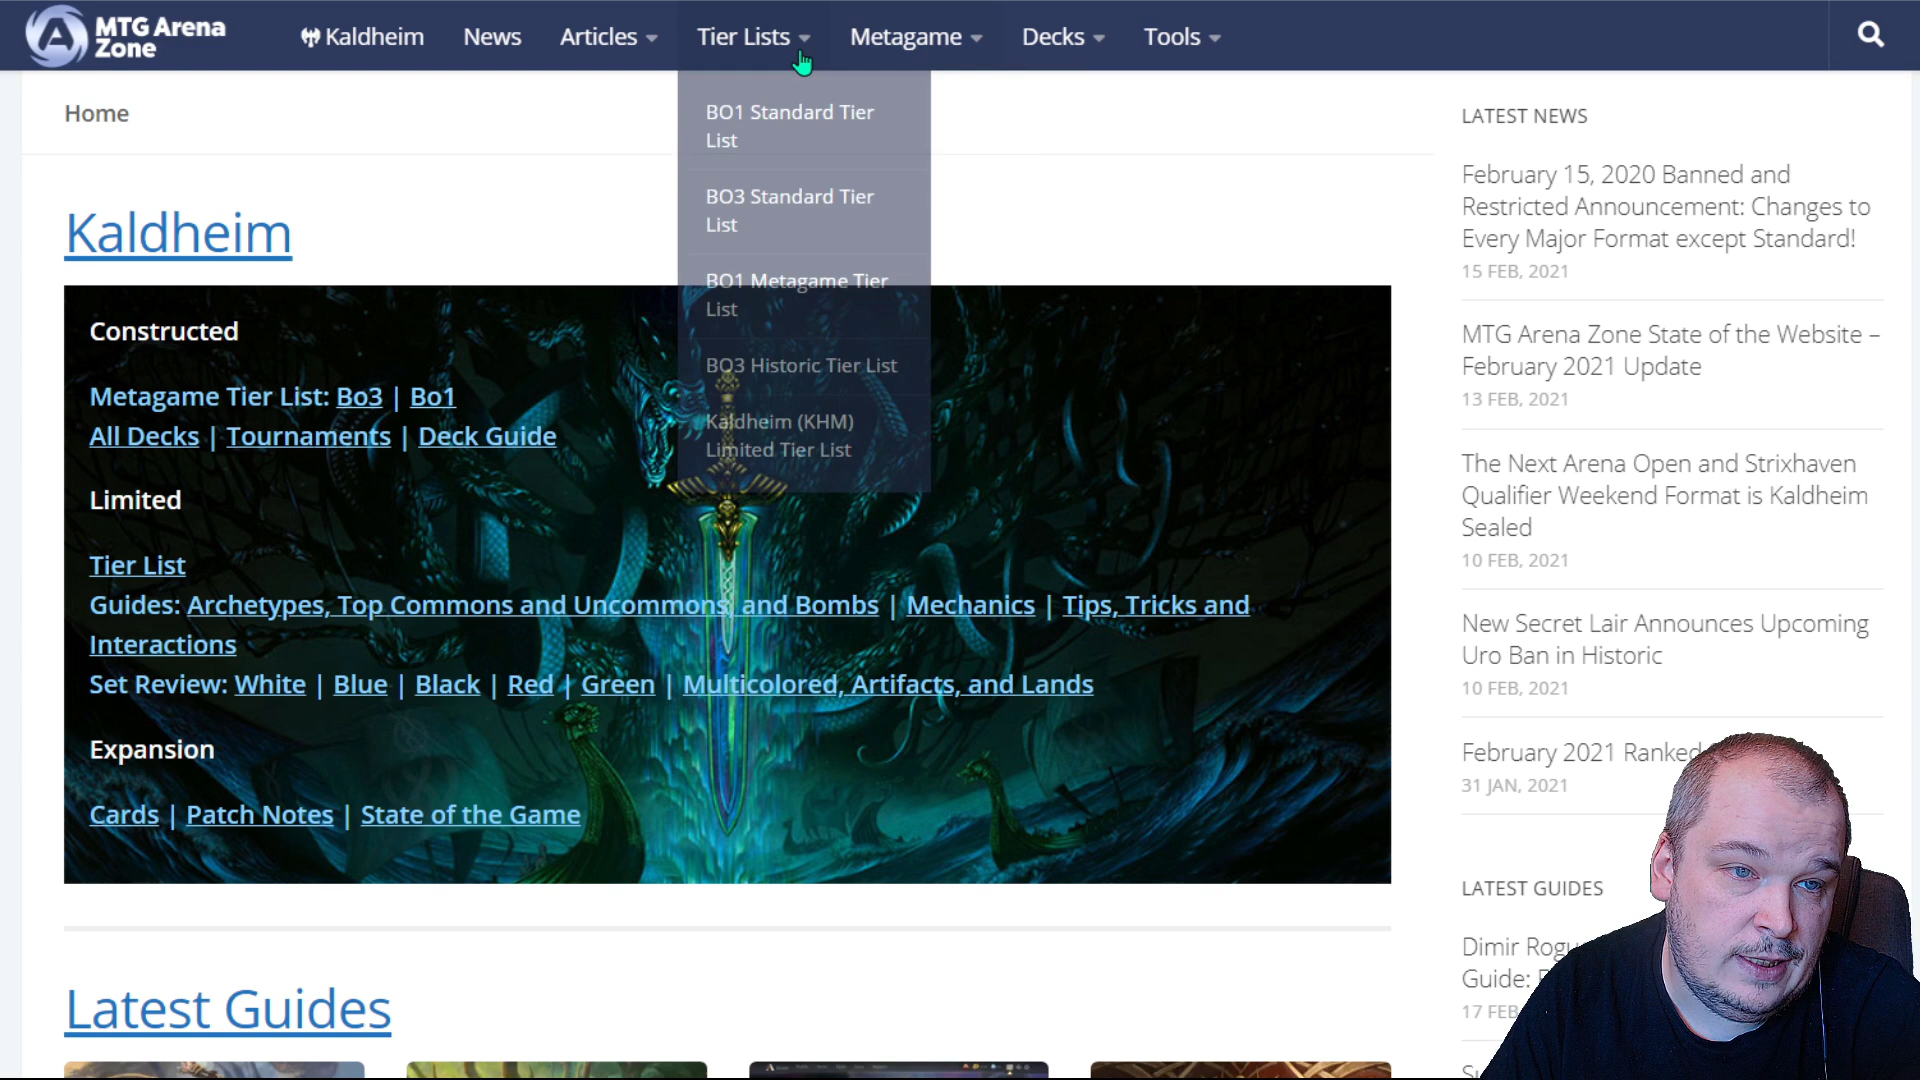 MTG Arena
Zone
Kaldheim
News
Articles
Tier Lists
Metagame
Decks
Tools
BO1 Standard Tier
List
BO3 Standard Tier
List
BO1 Metagame Tier
List
BO3 Historic Tier List
Kaldheim (KHM)
Limited Tier List
Home
Kaldheim
Constructed
Metagame Tier List: Bo3 | Bo1
All Decks | Tournaments | Deck Guide
Limited
Tier List
Guides: Archetypes, Top Commons and Uncommons, and Bombs | Mechanics | Tips, Tricks and
Interactions
Set Review: White | Blue | Black | Red | Green | Multicolored, Artifacts, and Lands
Expansion
Cards | Patch Notes | State of the Game
Latest Guides
LATEST NEWS
February 15, 2020 Banned and
Restricted Announcement: Changes to
Every Major Format except Standard!
15 FEB, 2021
MTG Arena Zone State of the Website –
February 2021 Update
13 FEB, 2021
The Next Arena Open and Strixhaven
Qualifier Weekend Format is Kaldheim
Sealed
10 FEB, 2021
New Secret Lair Announces Upcoming
Uro Ban in Historic
10 FEB, 2021
February 2021 Ranked
31 JAN, 2021
LATEST GUIDES
Dimir Rogu
Guide:
17 FEB